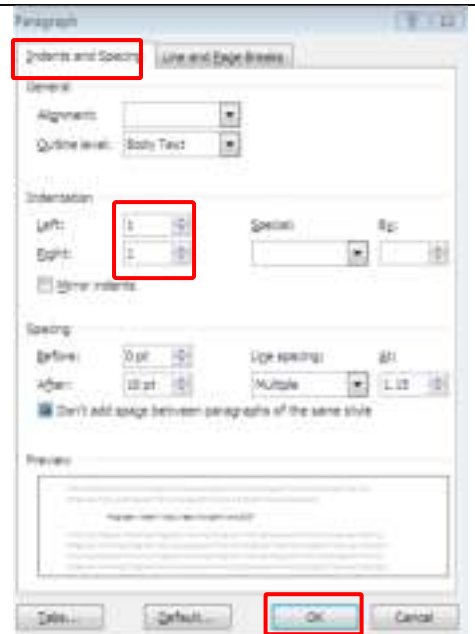 Paragraph
Indents and Spacing Line and Page Breaks
General
Alignment:
Outline level: Body Text
Indentation
Left: 1 Special: By:
Right: 1
Mirror indents
Spacing
Before: 0 pt Line spacing: At:
After: 10 pt Multiple 1.15
Don't add space between paragraphs of the same style
Preview
Tabs... Default... OK Cancel